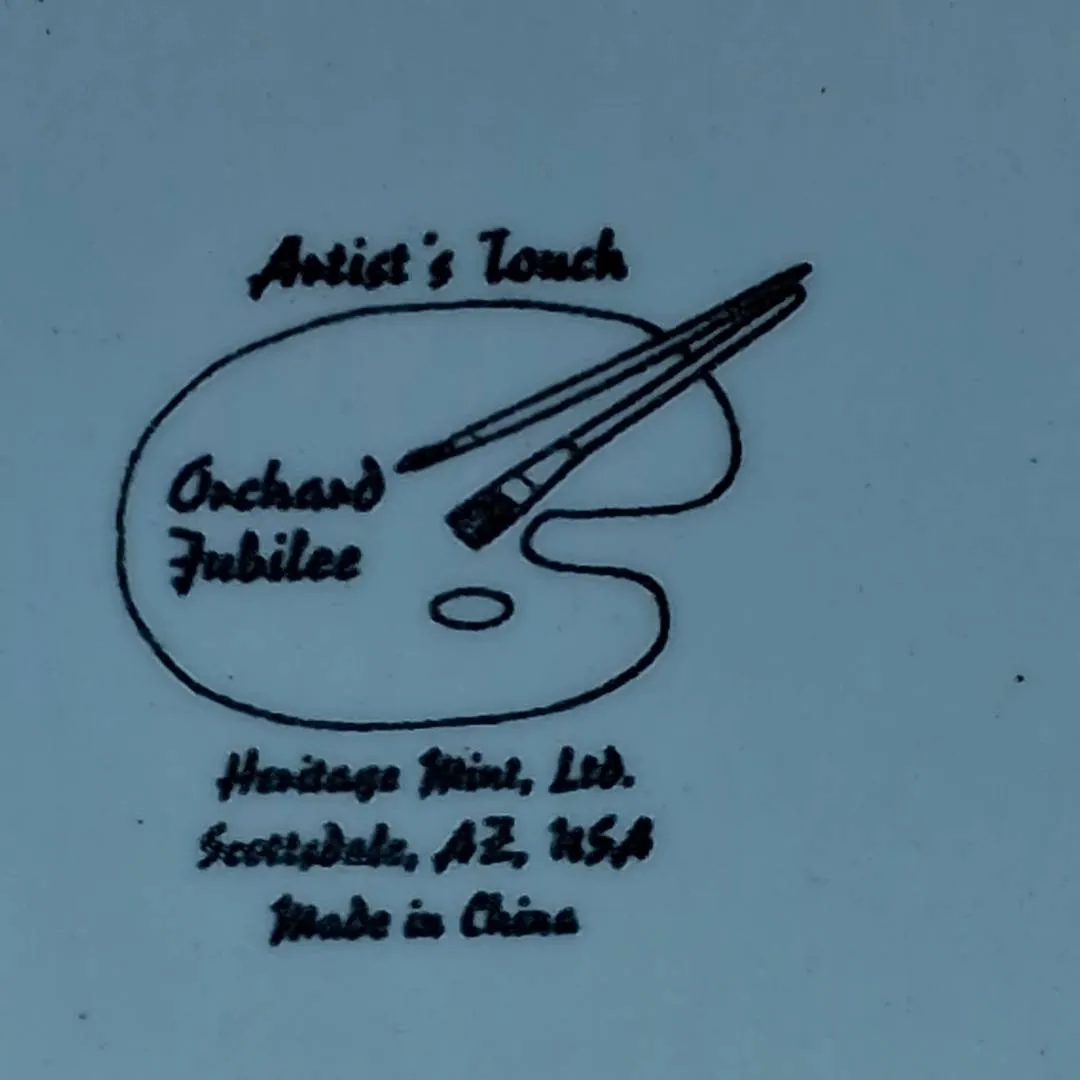 Artist's Touch
Orchard
Jubilee
Heritage Mint, Ltd.
Scottsdale, AZ, USA
Made in China